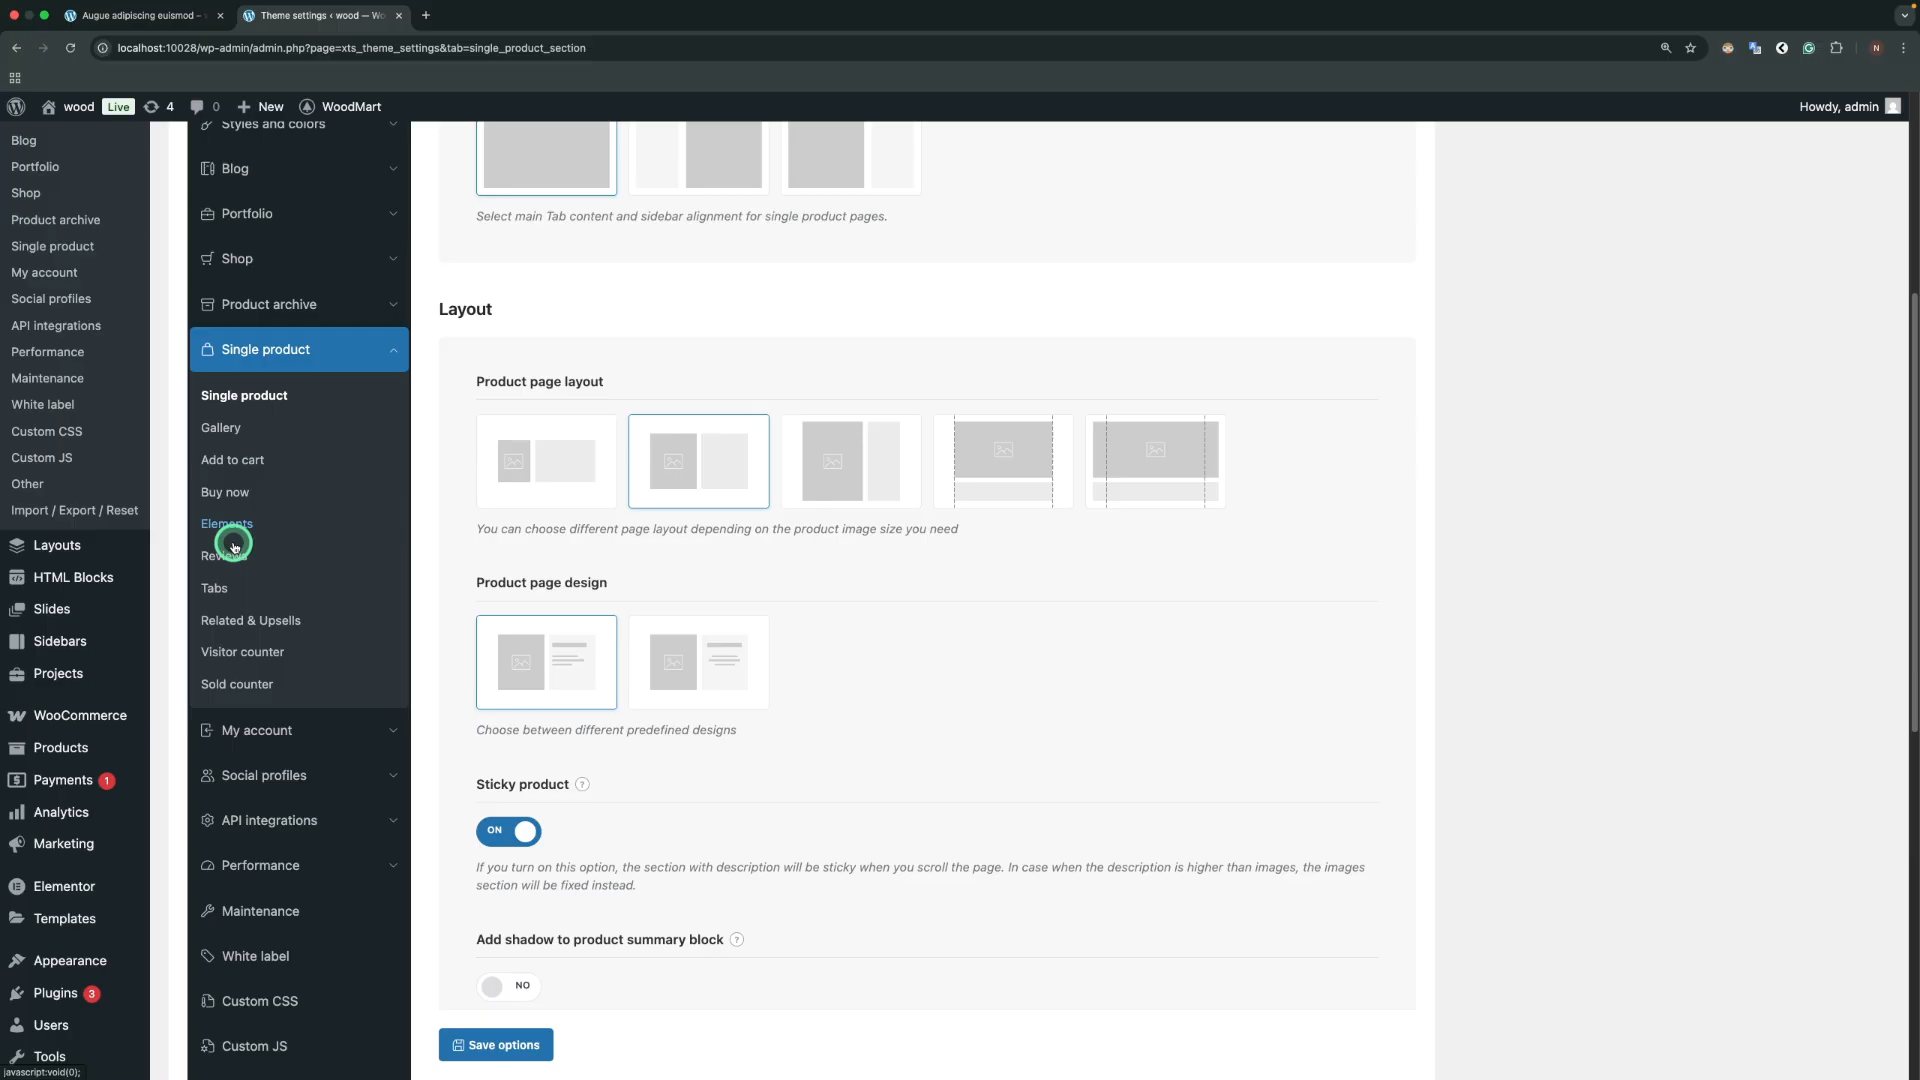 Augue adipiscing euismod –
Theme settings ‹ wood — Wo
localhost:10028/wp-admin/admin.php?page=xts_theme_settings&tab=single_product_section
N
wood
Live
4
0
New
WoodMart
Howdy, admin
Blog
Portfolio
Shop
Product archive
Single product
My account
Social profiles
API integrations
Performance
Maintenance
White label
Custom CSS
Custom JS
Other
Import / Export / Reset
Layouts
HTML Blocks
Slides
Sidebars
Projects
WooCommerce
Products
Payments 1
Analytics
Marketing
Elementor
Templates
Appearance
Plugins 3
Users
Tools
javascript:void(0);
Styles and colors
Blog
Portfolio
Shop
Product archive
Single product
Single product
Gallery
Add to cart
Buy now
Elements
Reviews
Tabs
Related & Upsells
Visitor counter
Sold counter
My account
Social profiles
API integrations
Performance
Maintenance
White label
Custom CSS
Custom JS
Select main Tab content and sidebar alignment for single product pages.
Layout
Product page layout
You can choose different page layout depending on the product image size you need
Product page design
Choose between different predefined designs
Sticky product ?
ON
If you turn on this option, the section with description will be sticky when you scroll the page. In case when the description is higher than images, the images
section will be fixed instead.
Add shadow to product summary block ?
NO
Save options